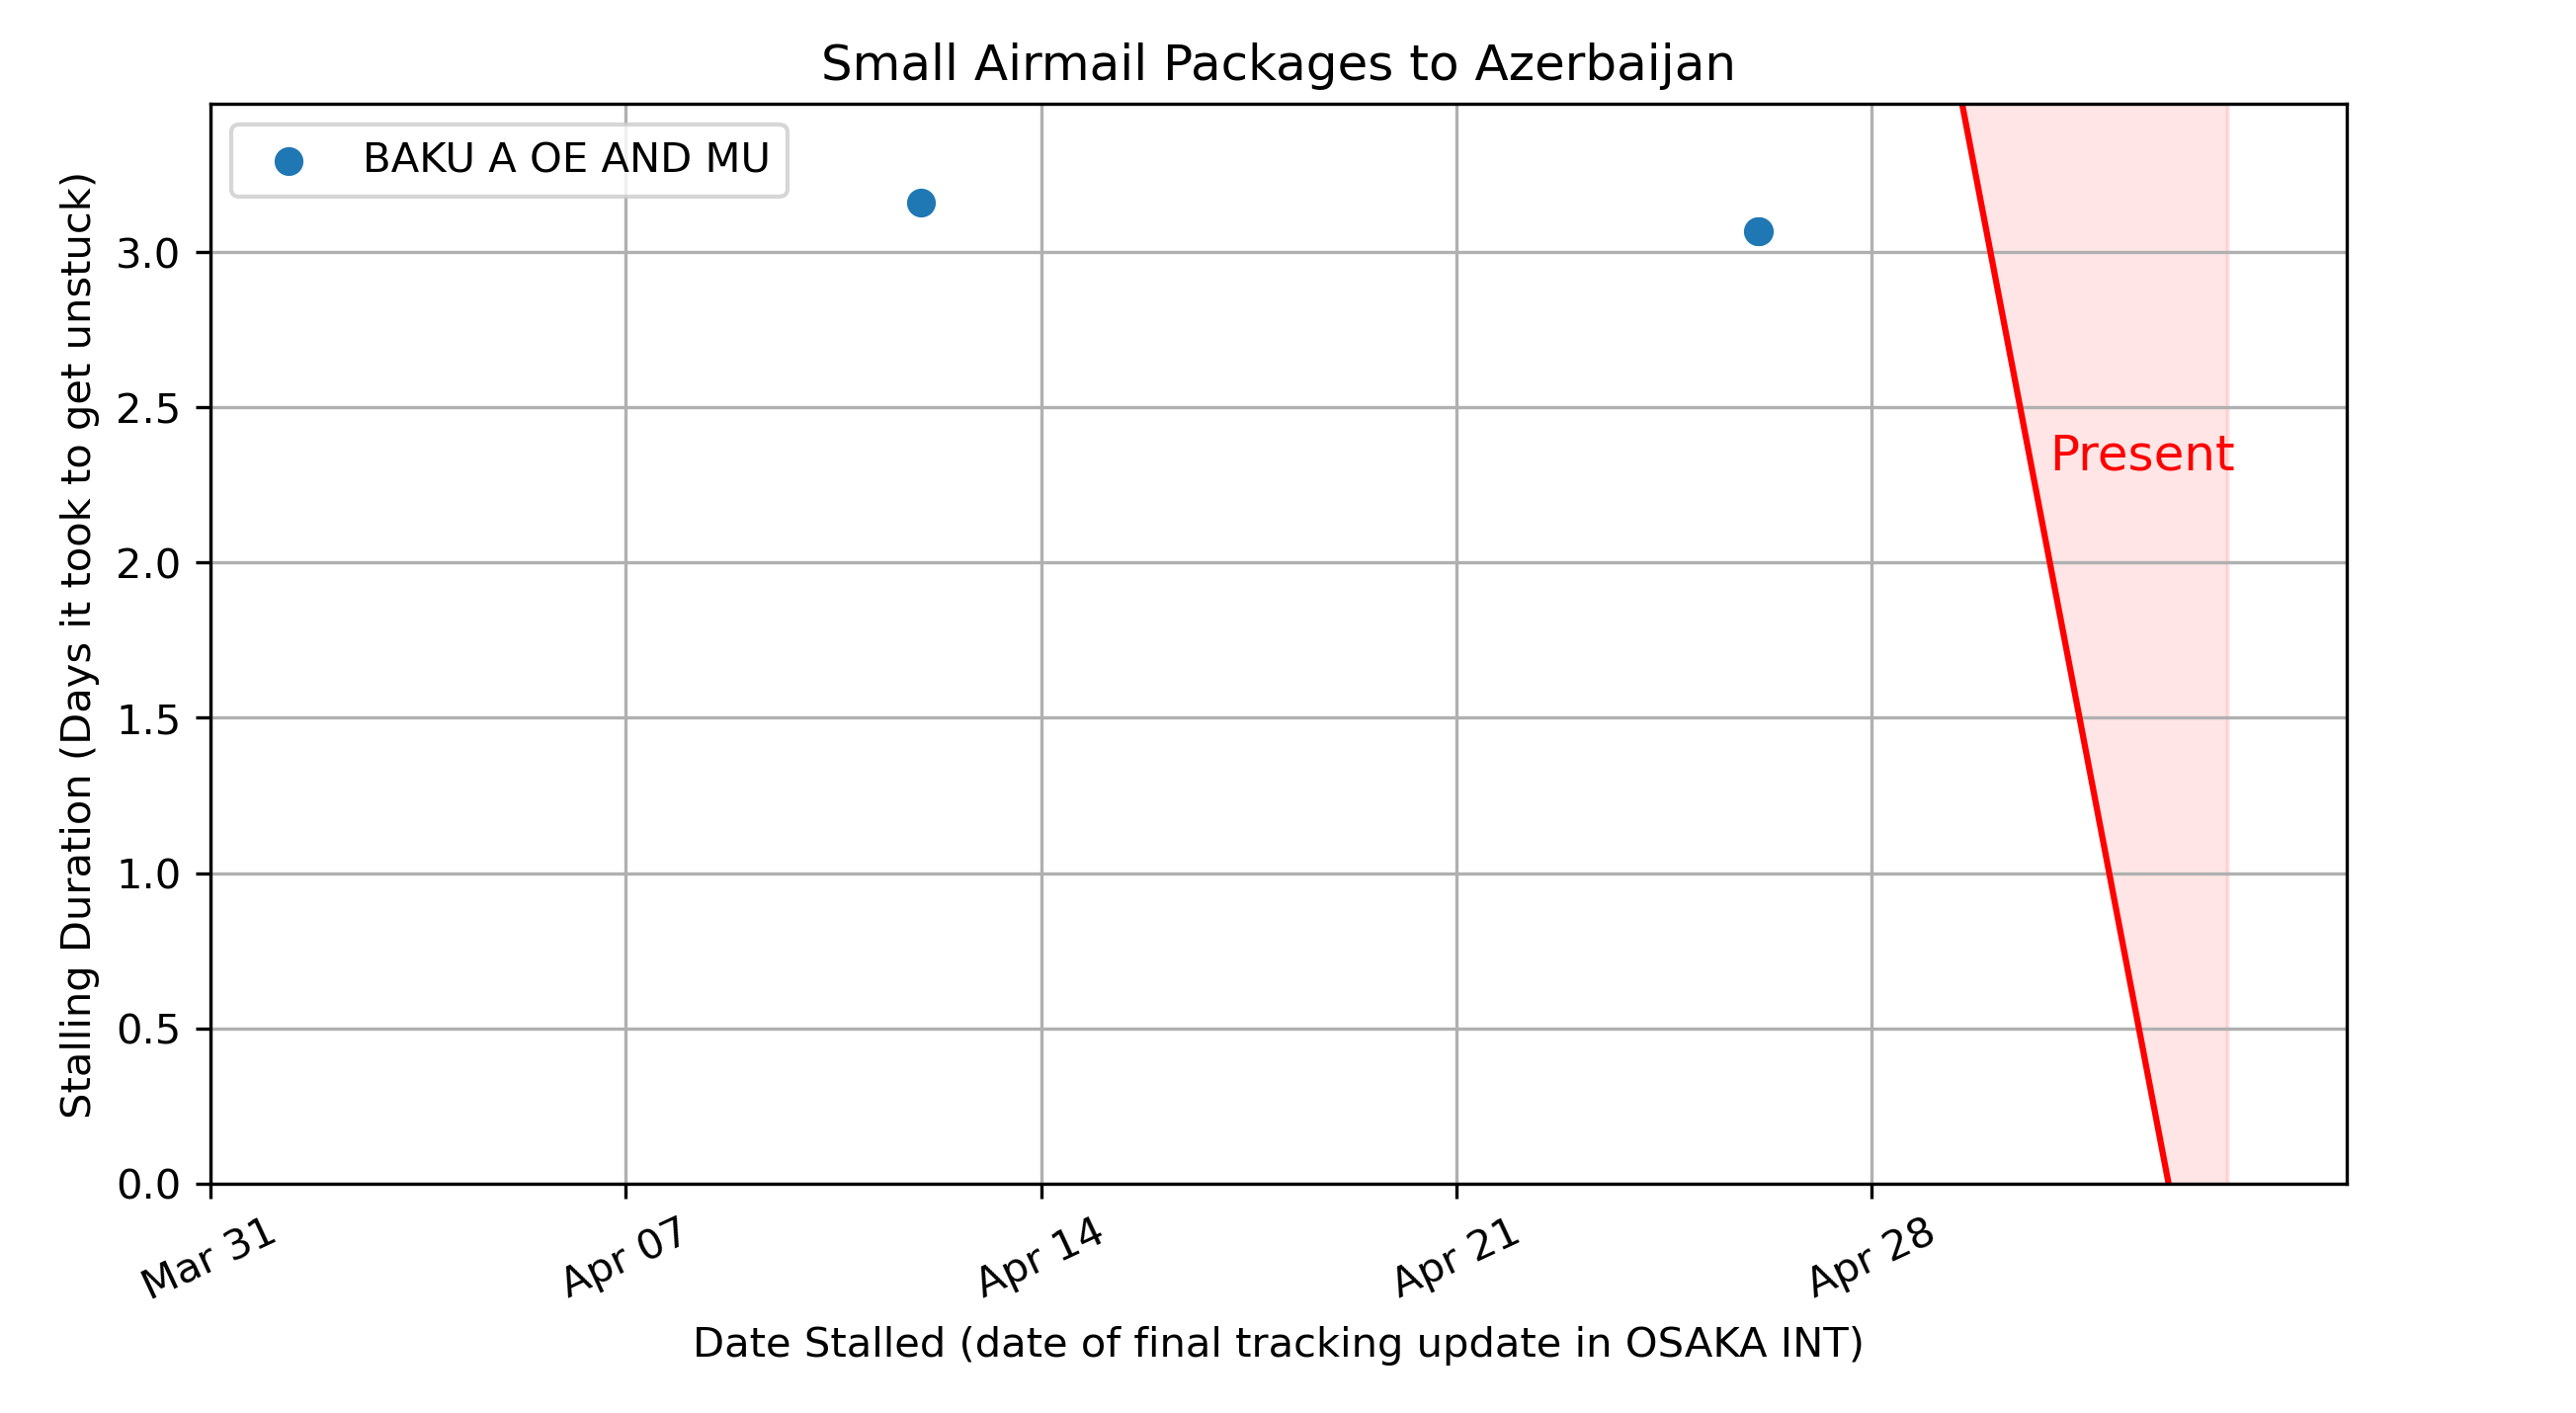 Small Airmail Packages to Azerbaijan
BAKU A OE AND MU
Stalling Duration (Days it took to get unstuck)
3.0
2.5
2.0
1.5
1.0
0.5
0.0
Present
Mar 31
Apr 07
Apr 14
Apr 21
Apr 28
Date Stalled (date of final tracking update in OSAKA INT)